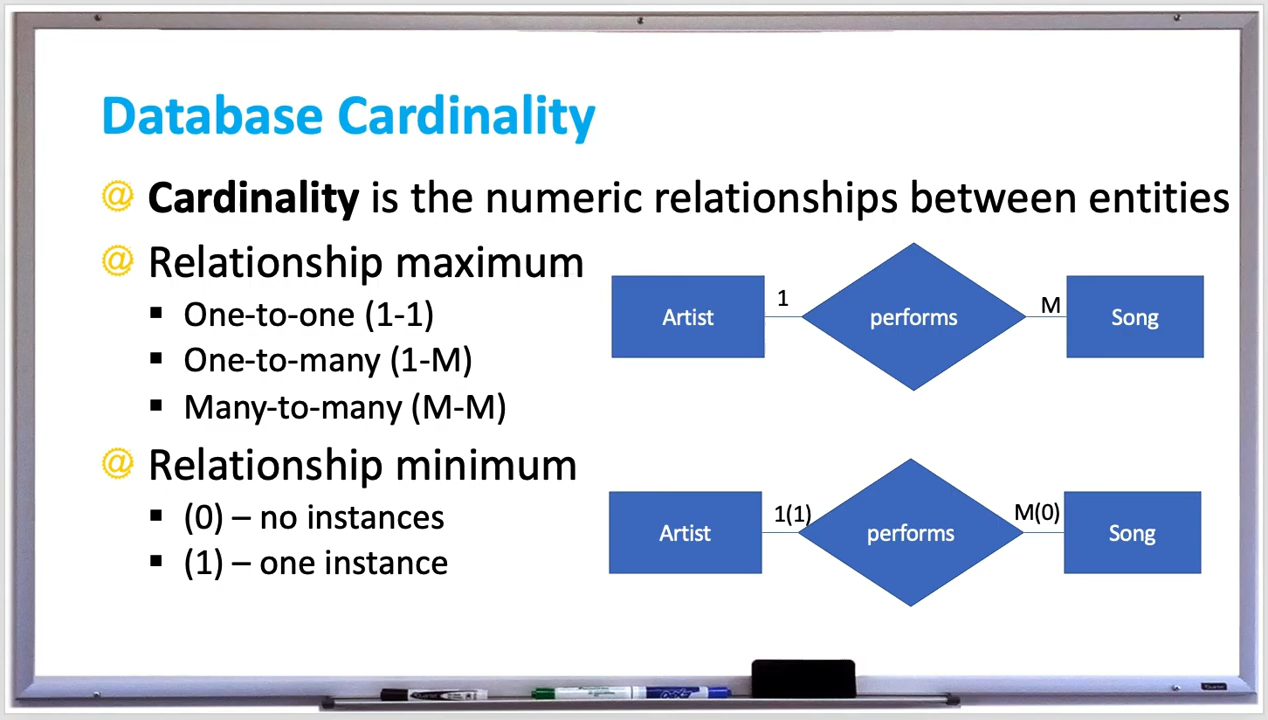 Database Cardinality
@ Cardinality is the numeric relationships between entities
@ Relationship maximum
▪ One-to-one (1-1)
▪ One-to-many (1-M)
▪ Many-to-many (M-M)
Artist 1 performs M Song
@ Relationship minimum
▪ (0) – no instances
▪ (1) – one instance
Artist 1(1) performs M(0) Song